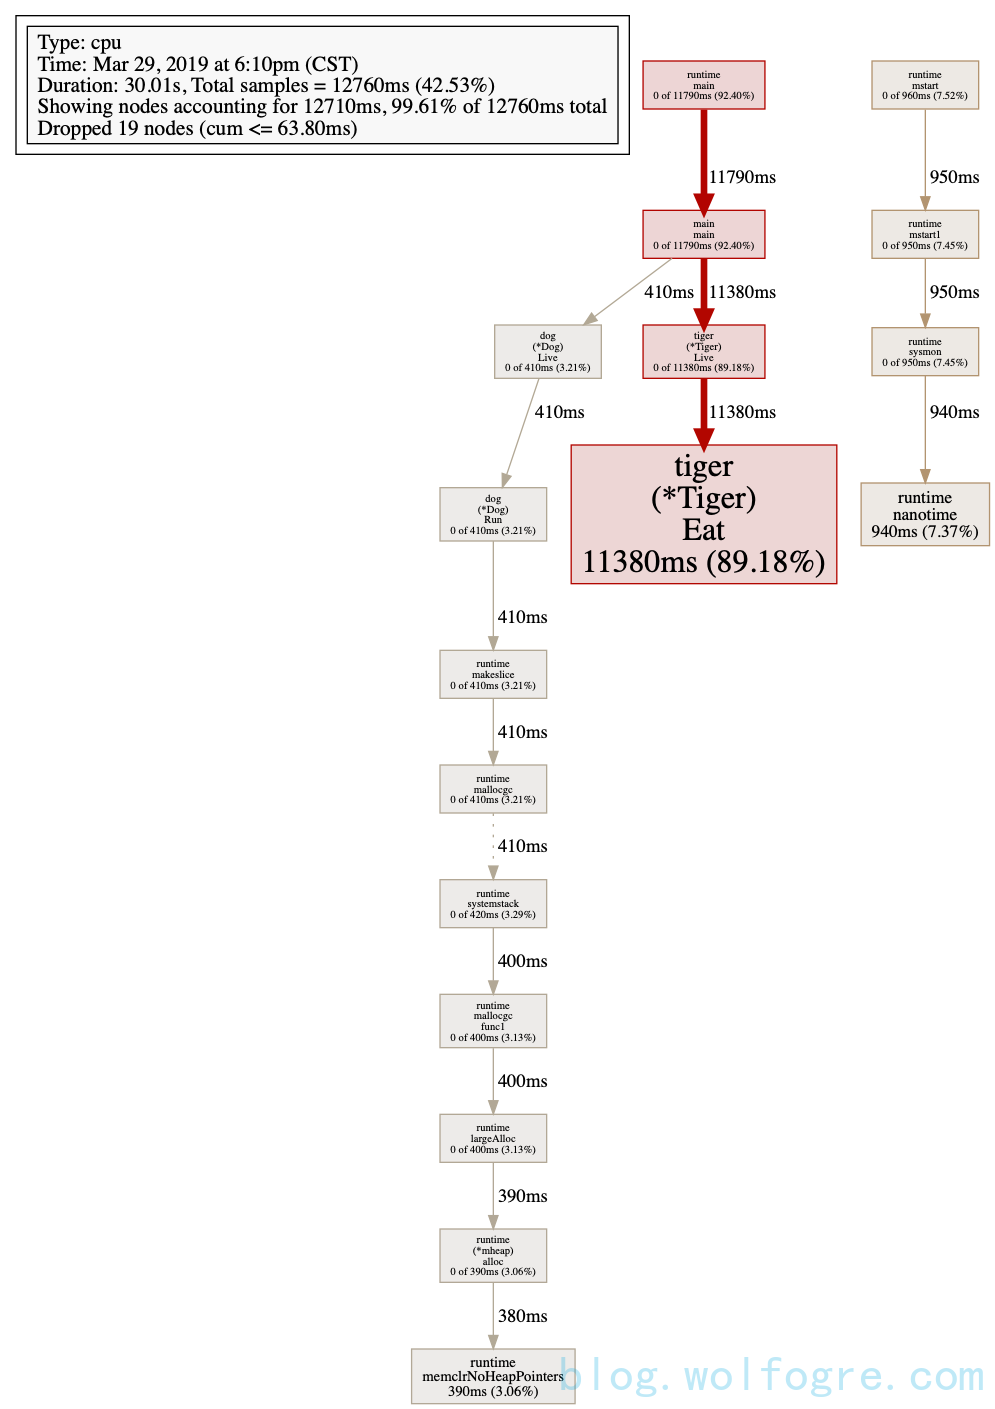 Type: cpu
Time: Mar 29, 2019 at 6:10pm (CST)
Duration: 30.01s, Total samples = 12760ms (42.53%)
Showing nodes accounting for 12710ms, 99.61% of 12760ms total
Dropped 19 nodes (cum <= 63.80ms)
runtime
main
0 of 11790ms (92.40%)
runtime
mstart
0 of 960ms (7.52%)
11790ms
950ms
main
main
0 of 11790ms (92.40%)
runtime
mstart1
0 of 950ms (7.45%)
410ms
11380ms
950ms
dog
(*Dog)
Live
0 of 410ms (3.21%)
tiger
(*Tiger)
Live
0 of 11380ms (89.18%)
runtime
sysmon
0 of 950ms (7.45%)
410ms
11380ms
940ms
dog
(*Dog)
Run
0 of 410ms (3.21%)
tiger
(*Tiger)
Eat
11380ms (89.18%)
runtime
nanotime
940ms (7.37%)
410ms
runtime
makeslice
0 of 410ms (3.21%)
410ms
runtime
mallocgc
0 of 410ms (3.21%)
410ms
runtime
systemstack
0 of 420ms (3.29%)
400ms
runtime
mallocgc
func1
0 of 400ms (3.13%)
400ms
runtime
largeAlloc
0 of 400ms (3.13%)
390ms
runtime
(*mheap)
alloc
0 of 390ms (3.06%)
380ms
runtime
memclrNoHeapPointers
390ms (3.06%)
blog.wolfogre.com